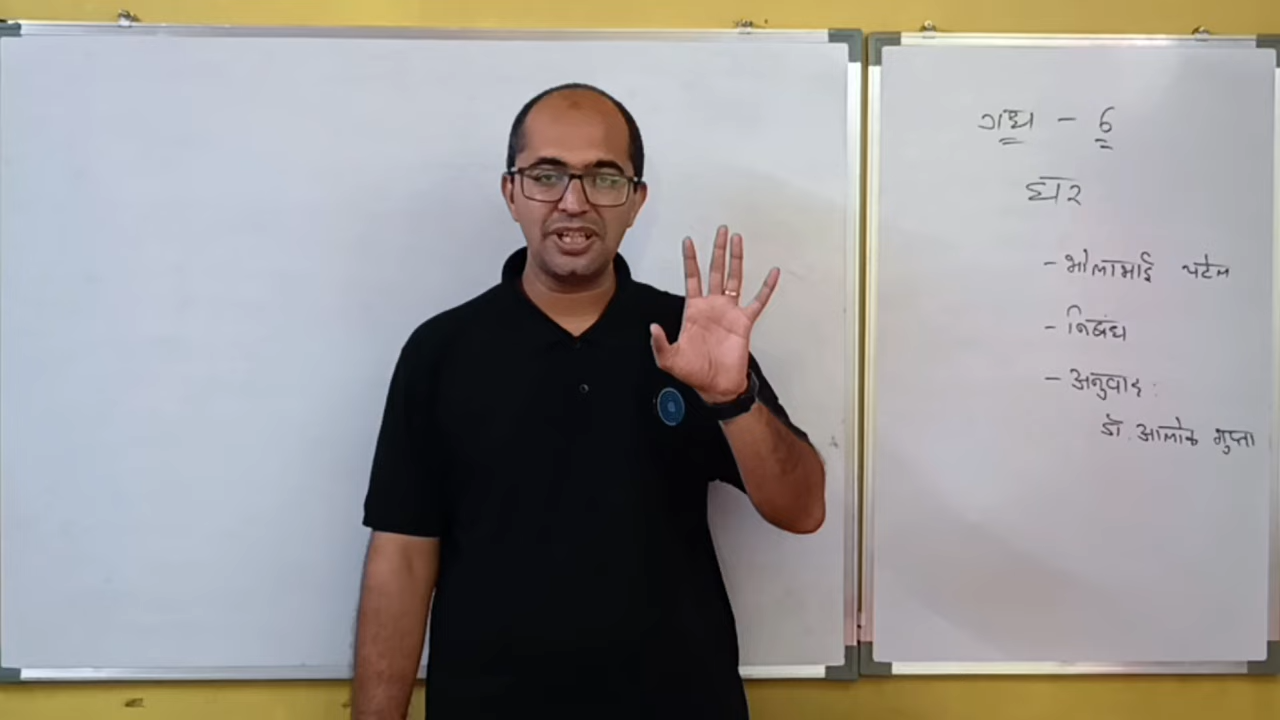 गद्य - 6
घर
- भोलाभाई पटेल
- निबंध
- अनुवाद :
डॉ. आलोक गुप्ता